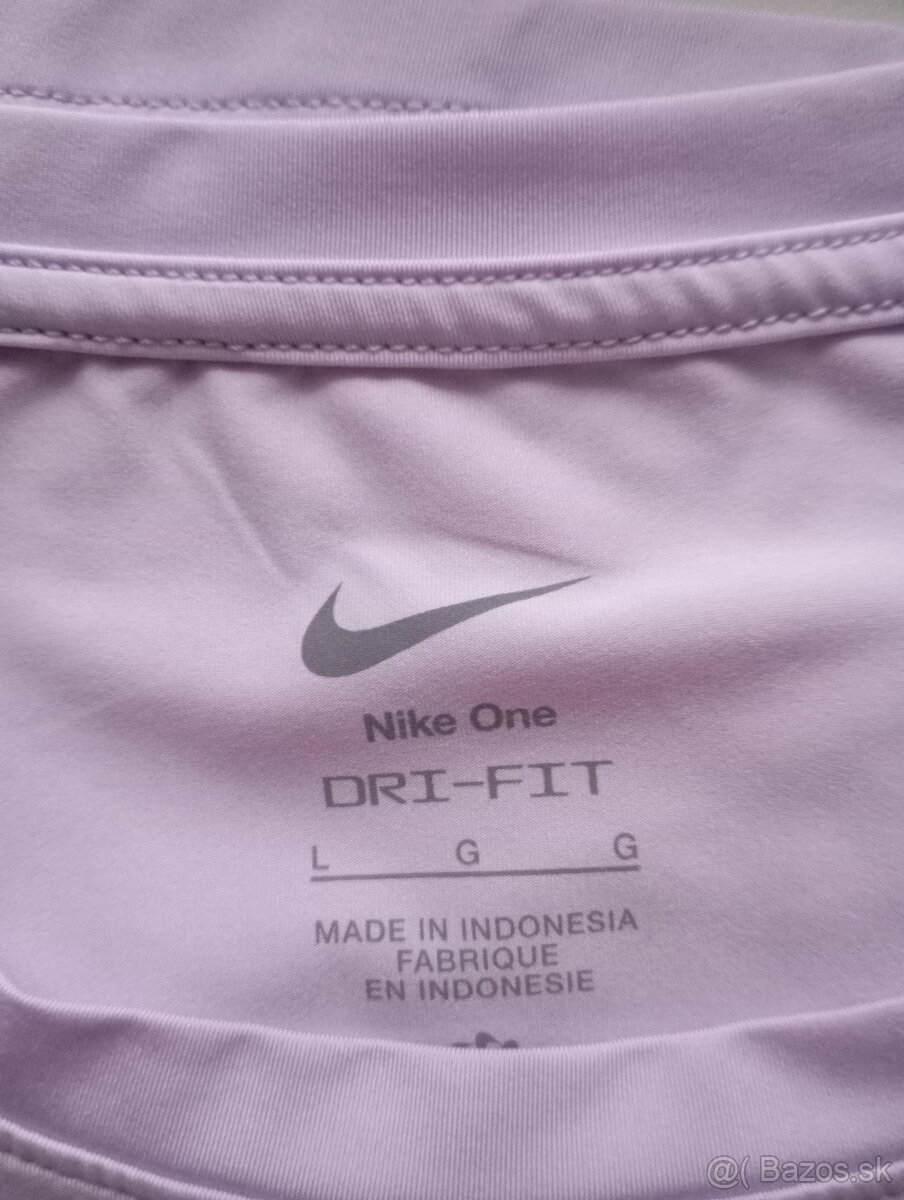 Nike One
DRI-FIT
L G G
MADE IN INDONESIA
FABRIQUE
EN INDONESIE
@( Bazos.sk